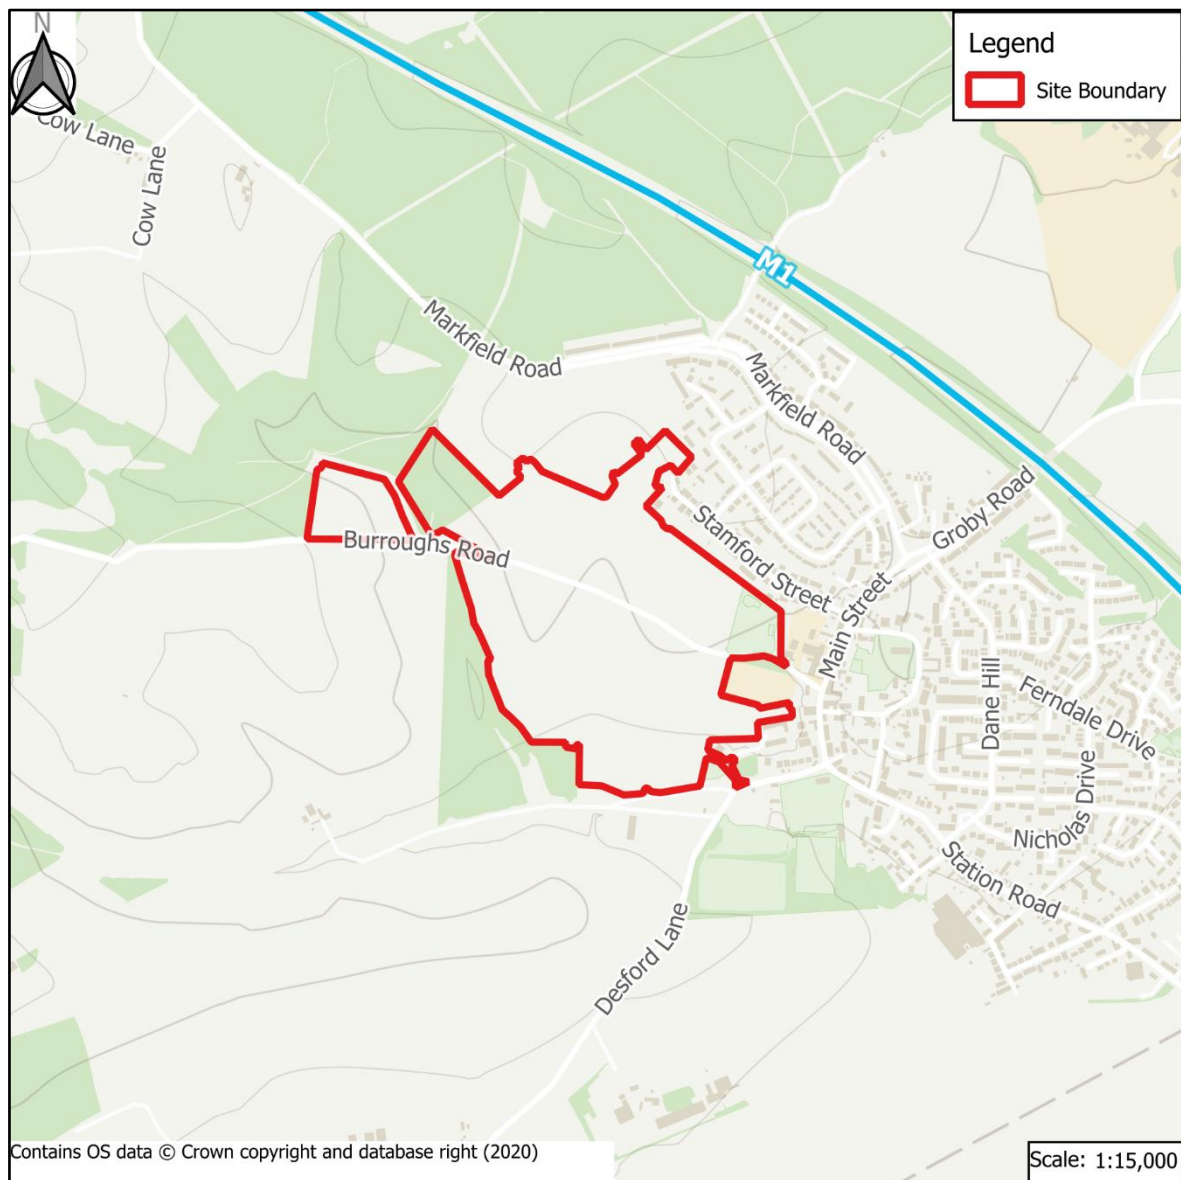 N
Legend
Site Boundary
Cow Lane
Cow Lane
M1
Markfield Road
Markfield Road
Groby Road
Burroughs Road
Stamford Street
Main Street
Dane Hill
Ferndale Drive
Nicholas Drive
Station Road
Desford Lane
Contains OS data © Crown copyright and database right (2020)
Scale: 1:15,000